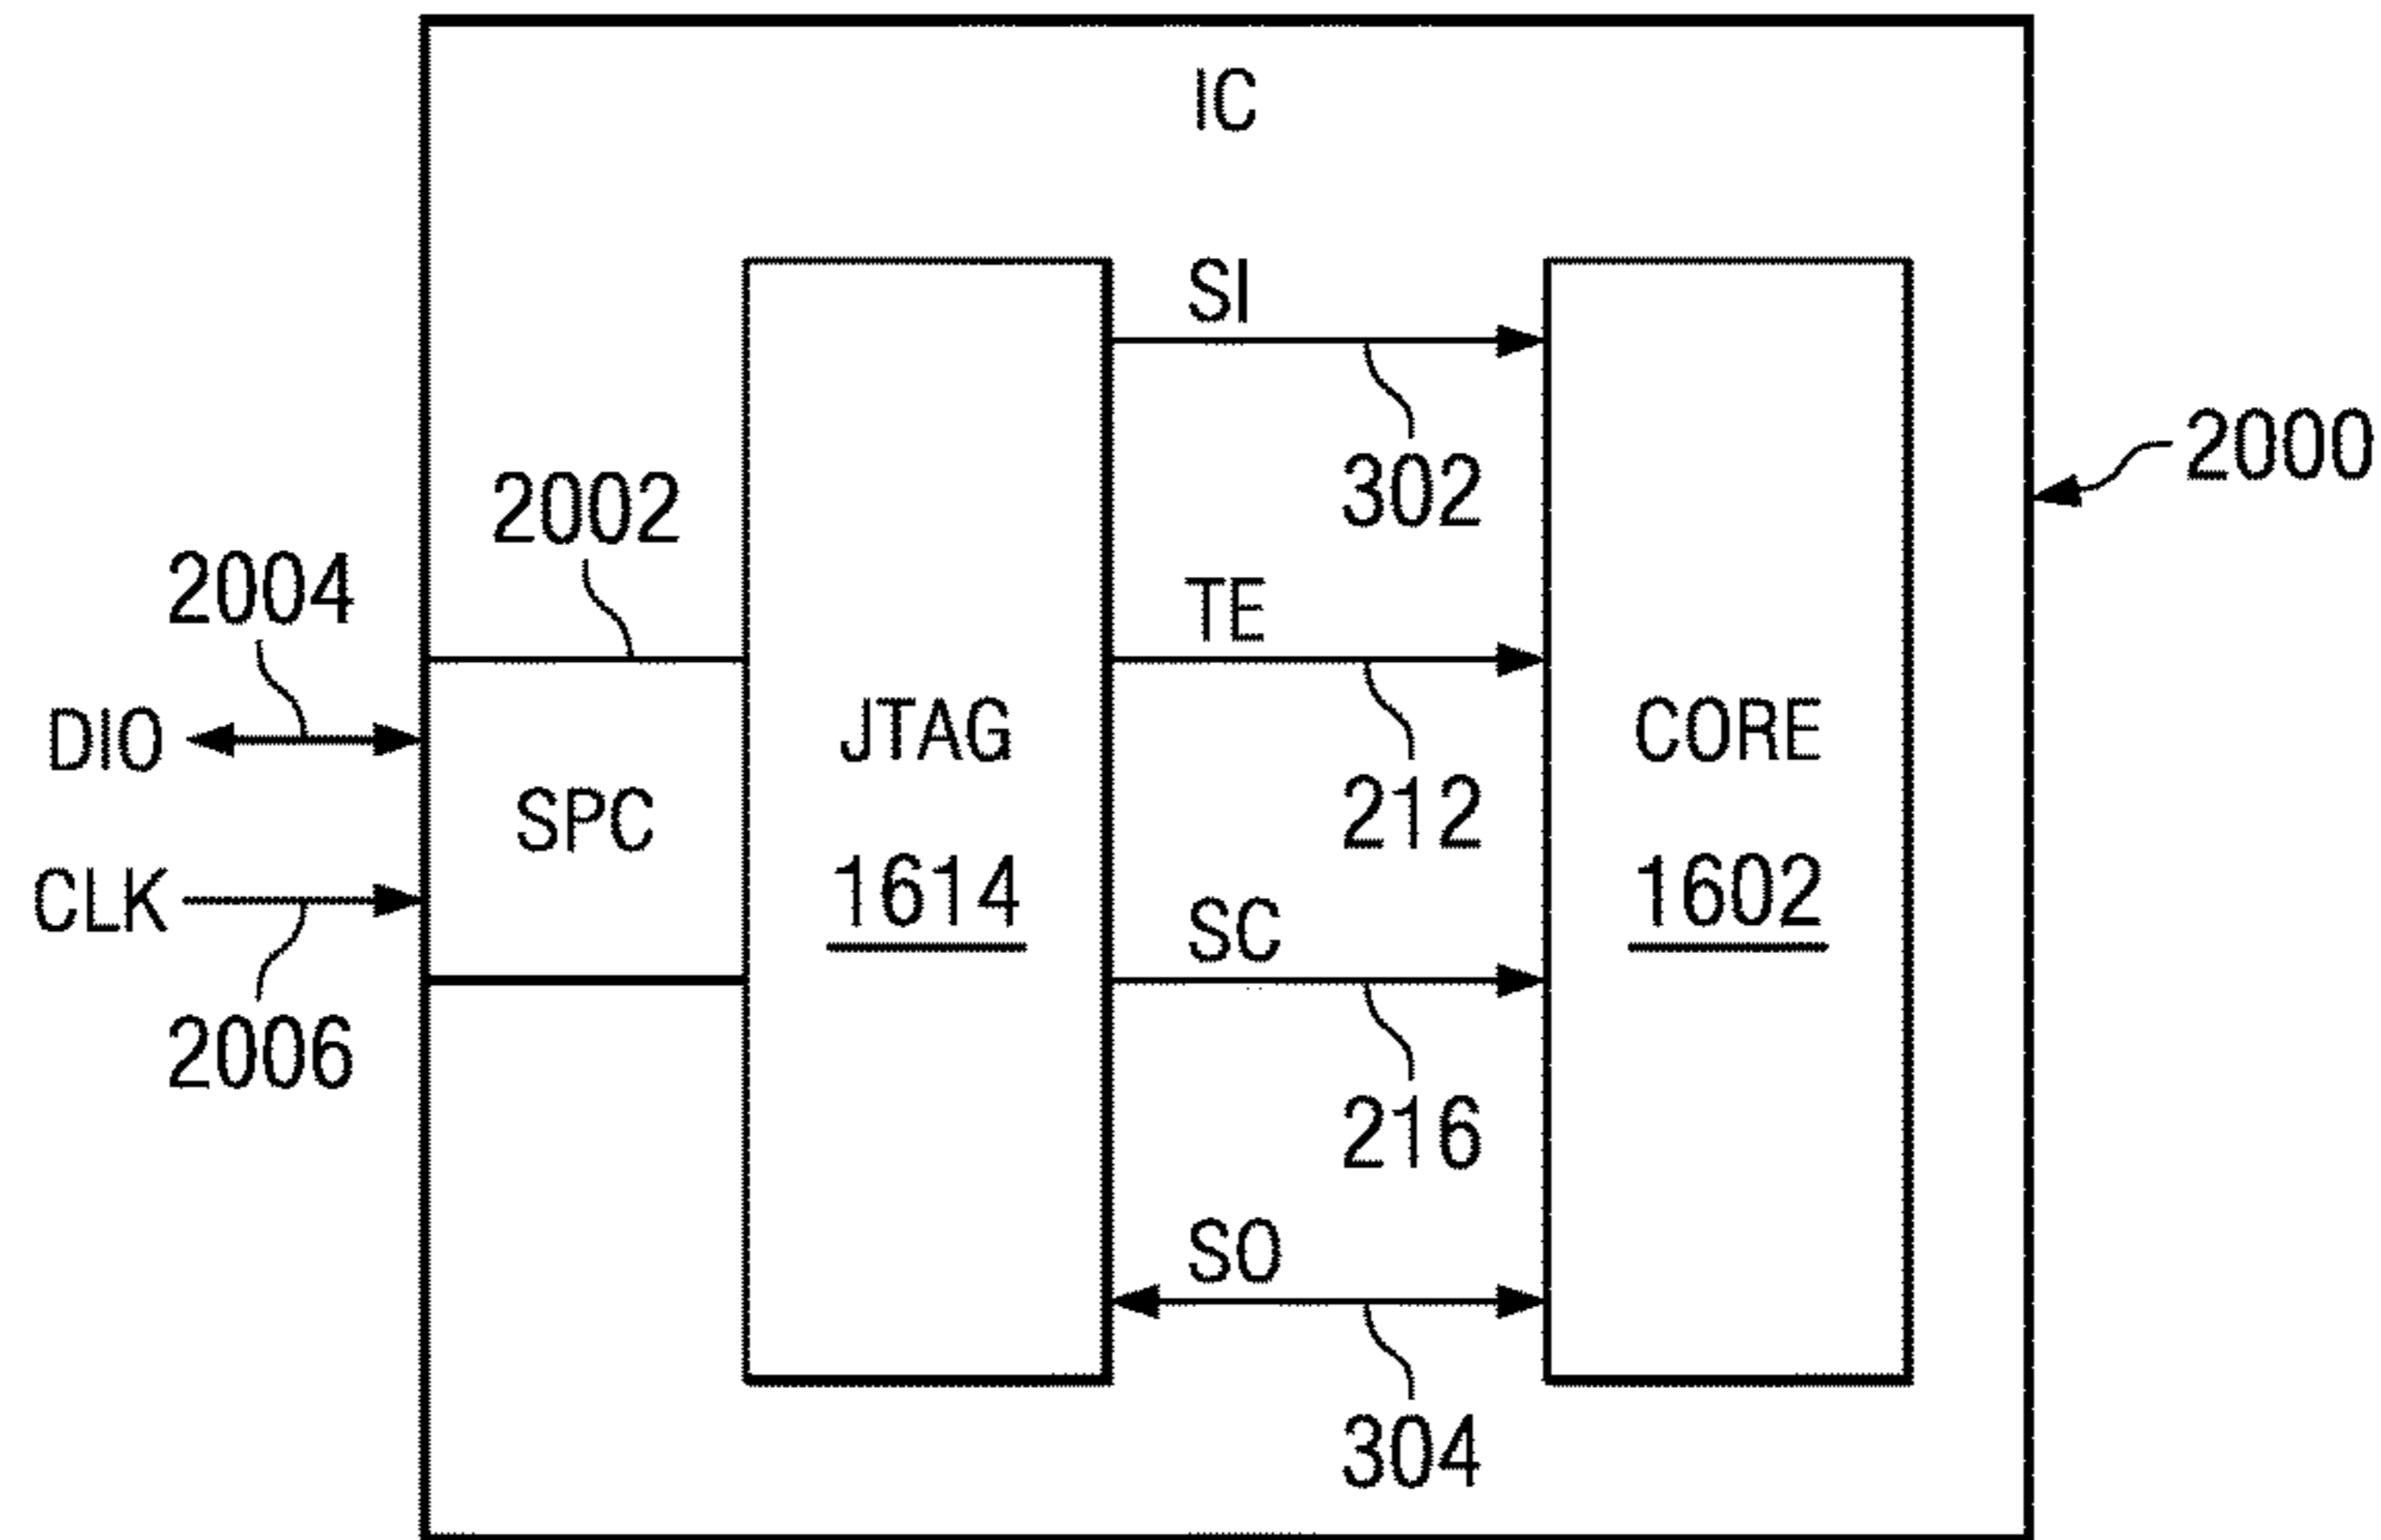 IC
SI
302
2000
2002
2004
TE
DIO
JTAG
CORE
SPC
212
1614
1602
CLK
SC
2006
216
SO
304